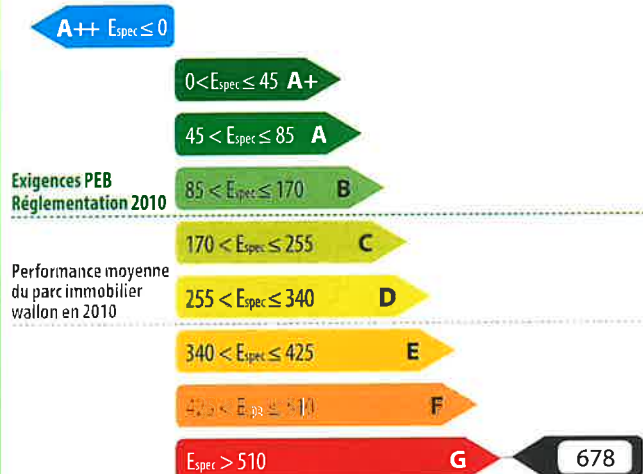 A++ Espec ≤ 0
0 < Espec ≤ 45 A+
45 < Espec ≤ 85 A
Exigences PEB
Réglementation 2010
85 < Espec ≤ 170 B
170 < Espec ≤ 255 C
Performance moyenne
du parc immobilier
wallon en 2010
255 < Espec ≤ 340 D
340 < Espec ≤ 425 E
F
Espec > 510 G
678